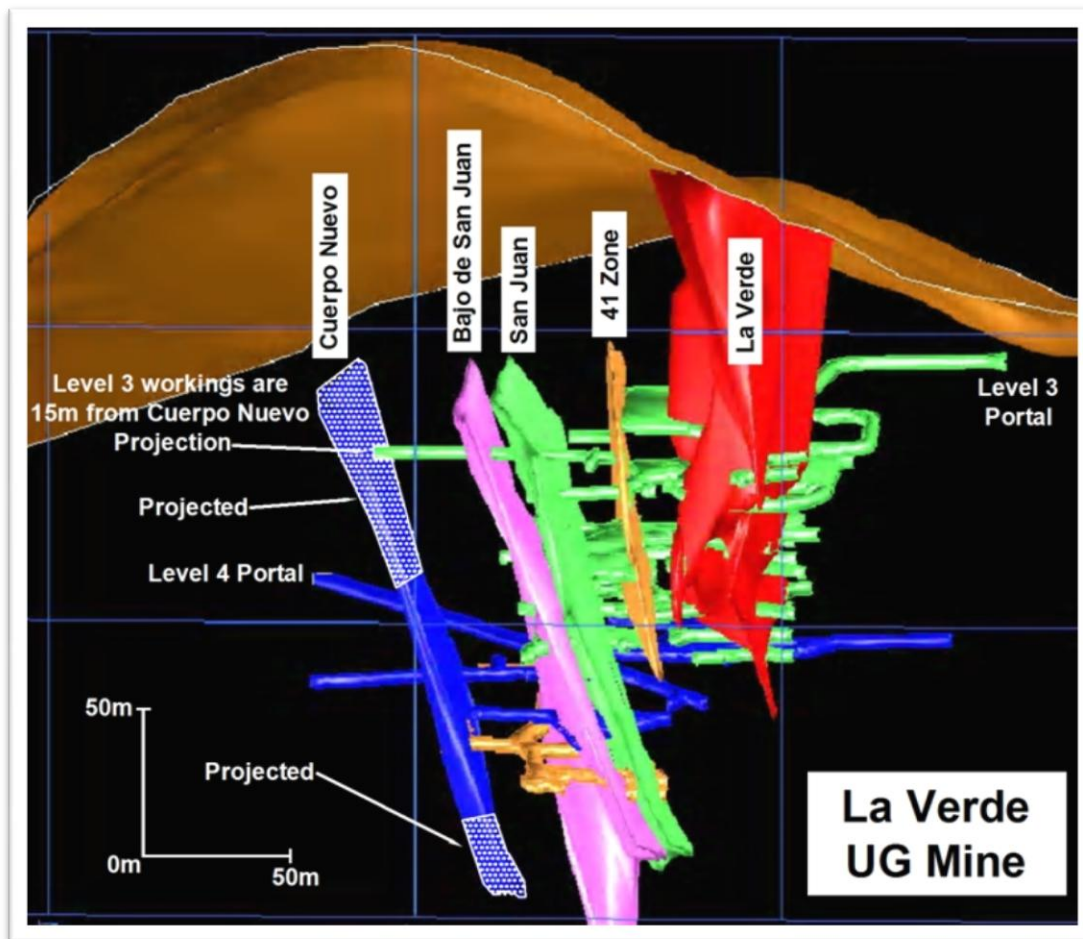 Cuerpo Nuevo
Bajo de San Juan
San Juan
41 Zone
La Verde
Level 3 workings are
15m from Cuerpo Nuevo
Projection
Level 3
Portal
Projected
Level 4 Portal
50m
Projected
0m
50m
La Verde
UG Mine